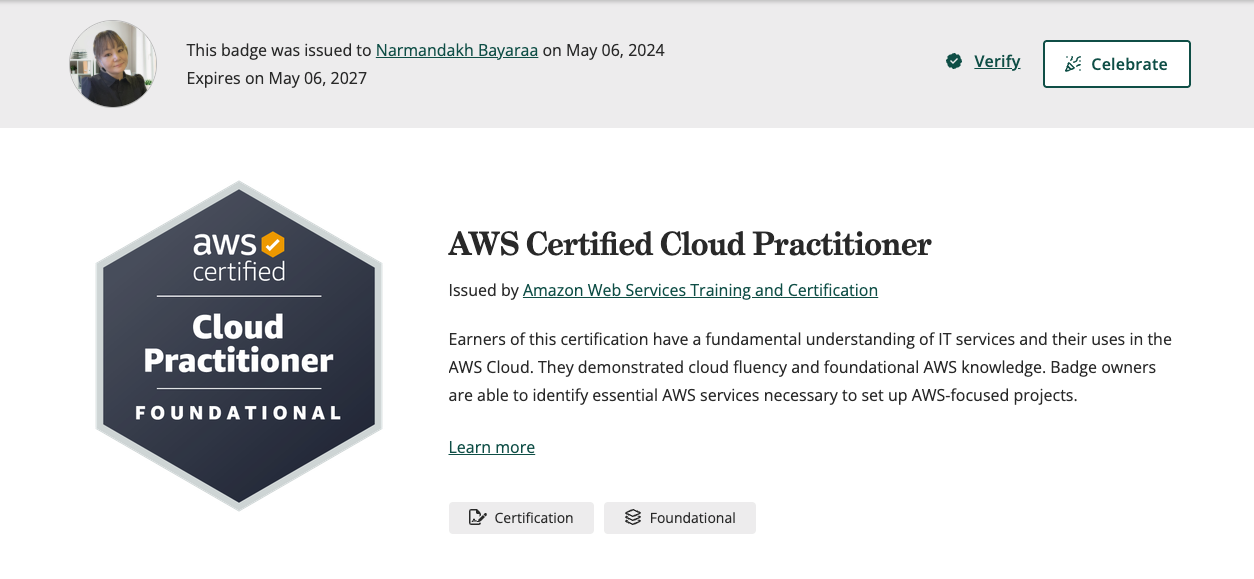 This badge was issued to Narmandakh Bayaraa on May 06, 2024
Expires on May 06, 2027
Verify
Celebrate
aws
certified
Cloud
Practitioner
FOUNDATIONAL
AWS Certified Cloud Practitioner
Issued by Amazon Web Services Training and Certification
Earners of this certification have a fundamental understanding of IT services and their uses in the
AWS Cloud. They demonstrated cloud fluency and foundational AWS knowledge. Badge owners
are able to identify essential AWS services necessary to set up AWS-focused projects.
Learn more
Certification
Foundational